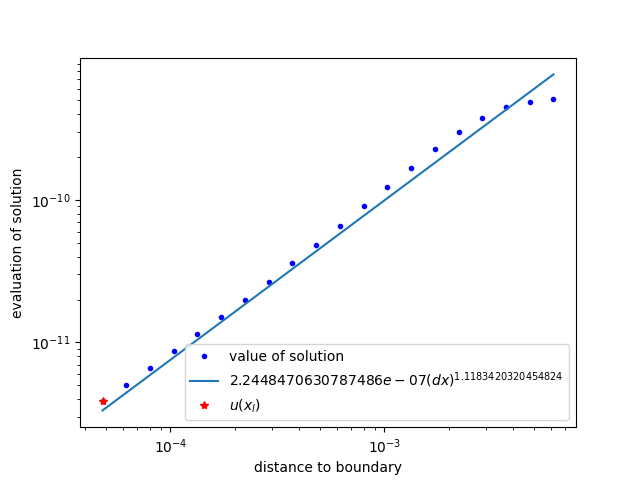 10⁻¹⁰
10⁻¹¹
evaluation of solution
value of solution
2.2448470630787486e − 07(dx)^1.1183420320454824
u(x_l)
10⁻⁴
10⁻³
distance to boundary